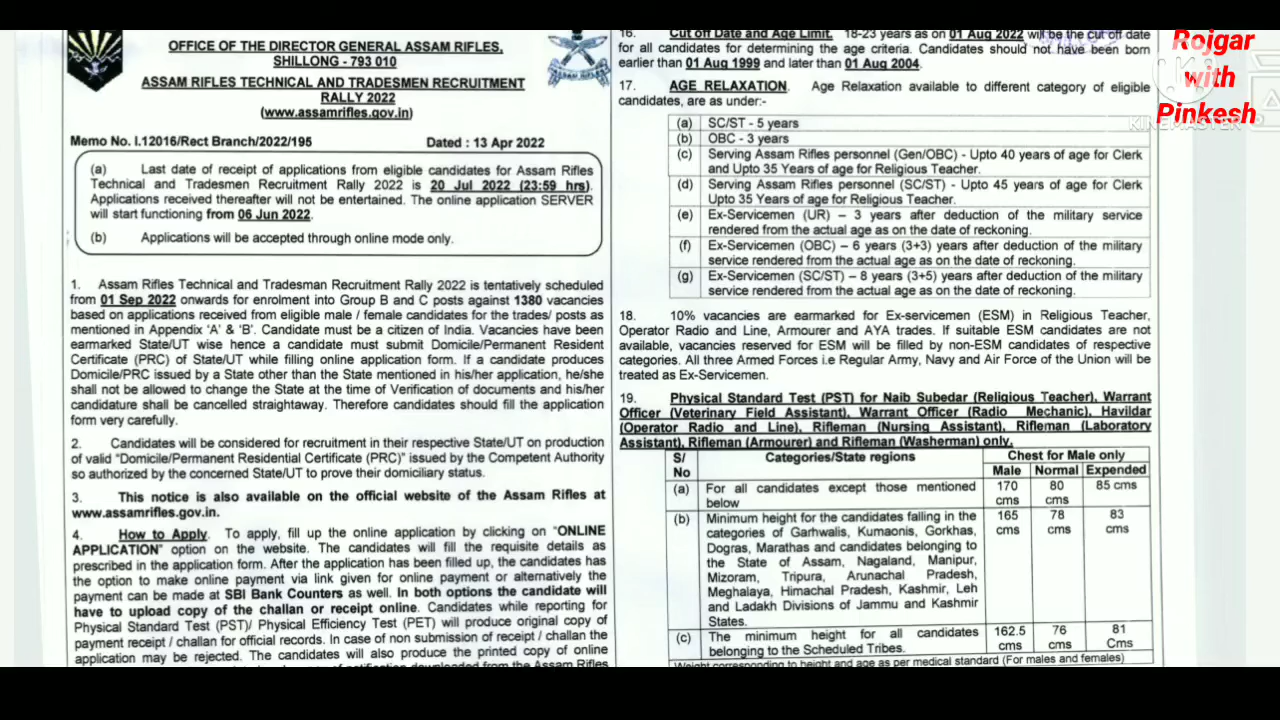 OFFICE OF THE DIRECTOR GENERAL ASSAM RIFLES,
SHILLONG - 793 010
ASSAM RIFLES TECHNICAL AND TRADESMEN RECRUITMENT
RALLY 2022
(www.assamrifles.gov.in)
ASSAM RIFLES
Memo No. I.12016/Rect Branch/2022/195 Dated : 13 Apr 2022
(a) Last date of receipt of applications from eligible candidates for Assam Rifles
Technical and Tradesmen Recruitment Rally 2022 is 20 Jul 2022 (23:59 hrs).
Applications received thereafter will not be entertained. The online application SERVER
will start functioning from 06 Jun 2022.
(b) Applications will be accepted through online mode only.
1. Assam Rifles Technical and Tradesman Recruitment Rally 2022 is tentatively scheduled
from 01 Sep 2022 onwards for enrolment into Group B and C posts against 1380 vacancies
based on applications received from eligible male / female candidates for the trades/ posts as
mentioned in Appendix 'A' & 'B'. Candidate must be a citizen of India. Vacancies have been
earmarked State/UT wise hence a candidate must submit Domicile/Permanent Resident
Certificate (PRC) of State/UT while filling online application form. If a candidate produces
Domicile/PRC issued by a State other than the State mentioned in his/her application, he/she
shall not be allowed to change the State at the time of Verification of documents and his/her
candidature shall be cancelled straightaway. Therefore candidates should fill the application
form very carefully.
2. Candidates will be considered for recruitment in their respective State/UT on production
of valid "Domicile/Permanent Residential Certificate (PRC)" issued by the Competent Authority
so authorized by the concerned State/UT to prove their domiciliary status.
3. This notice is also available on the official website of the Assam Rifles at
www.assamrifles.gov.in.
4. How to Apply. To apply, fill up the online application by clicking on "ONLINE
APPLICATION" option on the website. The candidates will fill the requisite details as
prescribed in the application form. After the application has been filled up, the candidates has
the option to make online payment via link given for online payment or alternatively the
payment can be made at SBI Bank Counters as well. In both options the candidate will
have to upload copy of the challan or receipt online. Candidates while reporting for
Physical Standard Test (PST)/ Physical Efficiency Test (PET) will produce original copy of
payment receipt / challan for official records. In case of non submission of receipt / challan the
application may be rejected. The candidates will also produce the printed copy of online
16. Cut off Date and Age Limit. 18-23 years as on 01 Aug 2022 will be the cut off date
for all candidates for determining the age criteria. Candidates should not have been born
earlier than 01 Aug 1999 and later than 01 Aug 2004.
17. AGE RELAXATION. Age Relaxation available to different category of eligible
candidates, are as under:-
(a) SC/ST - 5 years
(b) OBC - 3 years
(c) Serving Assam Rifles personnel (Gen/OBC) - Upto 40 years of age for Clerk
and Upto 35 Years of age for Religious Teacher.
(d) Serving Assam Rifles personnel (SC/ST) - Upto 45 years of age for Clerk
Upto 35 Years of age for Religious Teacher.
(e) Ex-Servicemen (UR) – 3 years after deduction of the military service
rendered from the actual age as on the date of reckoning.
(f) Ex-Servicemen (OBC) – 6 years (3+3) years after deduction of the military
service rendered from the actual age as on the date of reckoning.
(g) Ex-Servicemen (SC/ST) – 8 years (3+5) years after deduction of the military
service rendered from the actual age as on the date of reckoning.
18. 10% vacancies are earmarked for Ex-servicemen (ESM) in Religious Teacher,
Operator Radio and Line, Armourer and AYA trades. If suitable ESM candidates are not
available, vacancies reserved for ESM will be filled by non-ESM candidates of respective
categories. All three Armed Forces i.e Regular Army, Navy and Air Force of the Union will be
treated as Ex-Servicemen.
19. Physical Standard Test (PST) for Naib Subedar (Religious Teacher), Warrant
Officer (Veterinary Field Assistant), Warrant Officer (Radio Mechanic), Havildar
(Operator Radio and Line), Rifleman (Nursing Assistant), Rifleman (Laboratory
Assistant), Rifleman (Armourer) and Rifleman (Washerman) only.
S/ Categories/State regions Chest for Male only
No Male Normal Expended
(a) For all candidates except those mentioned 170 80 85 cms
below cms cms
(b) Minimum height for the candidates falling in the 165 78 83
categories of Garhwalis, Kumaonis, Gorkhas, cms cms cms
Dogras, Marathas and candidates belonging to
the State of Assam, Nagaland, Manipur,
Mizoram, Tripura, Arunachal Pradesh,
Meghalaya, Himachal Pradesh, Kashmir, Leh
and Ladakh Divisions of Jammu and Kashmir
States.
(c) The minimum height for all candidates 162.5 76 81
belonging to the Scheduled Tribes. cms cms Cms
Weight corresponding to height and age as per medical standard (For males and females)
Rojgar
with
Pinkesh
KINEMASTER